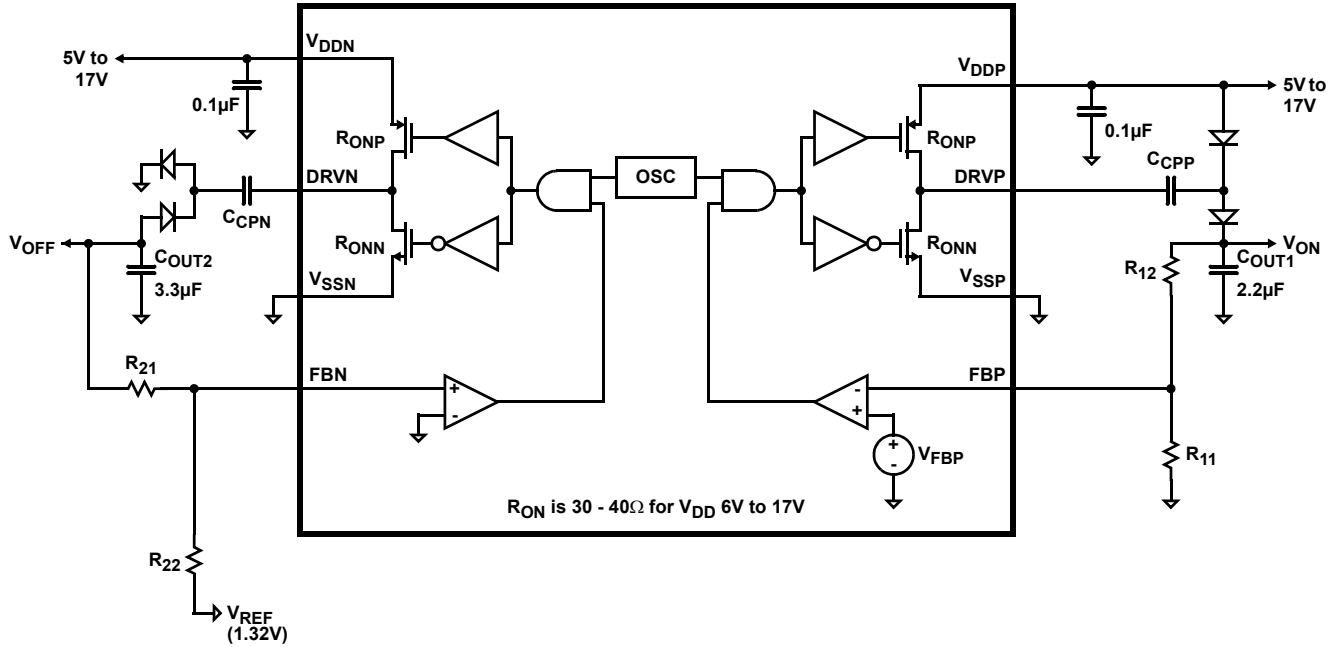 5V to
17V
0.1µF
VDDN
RONP
DRVN
CCPN
RONN
VSSN
VOFF
COUT2
3.3µF
R21
FBN
+
-
R22
VREF
(1.32V)
OSC
VDDP
RONP
DRVP
RONN
VSSP
FBP
-
+
+
-
VFBP
RON is 30 - 40Ω for VDD 6V to 17V
5V to
17V
0.1µF
CCPP
VON
COUT1
2.2µF
R12
R11